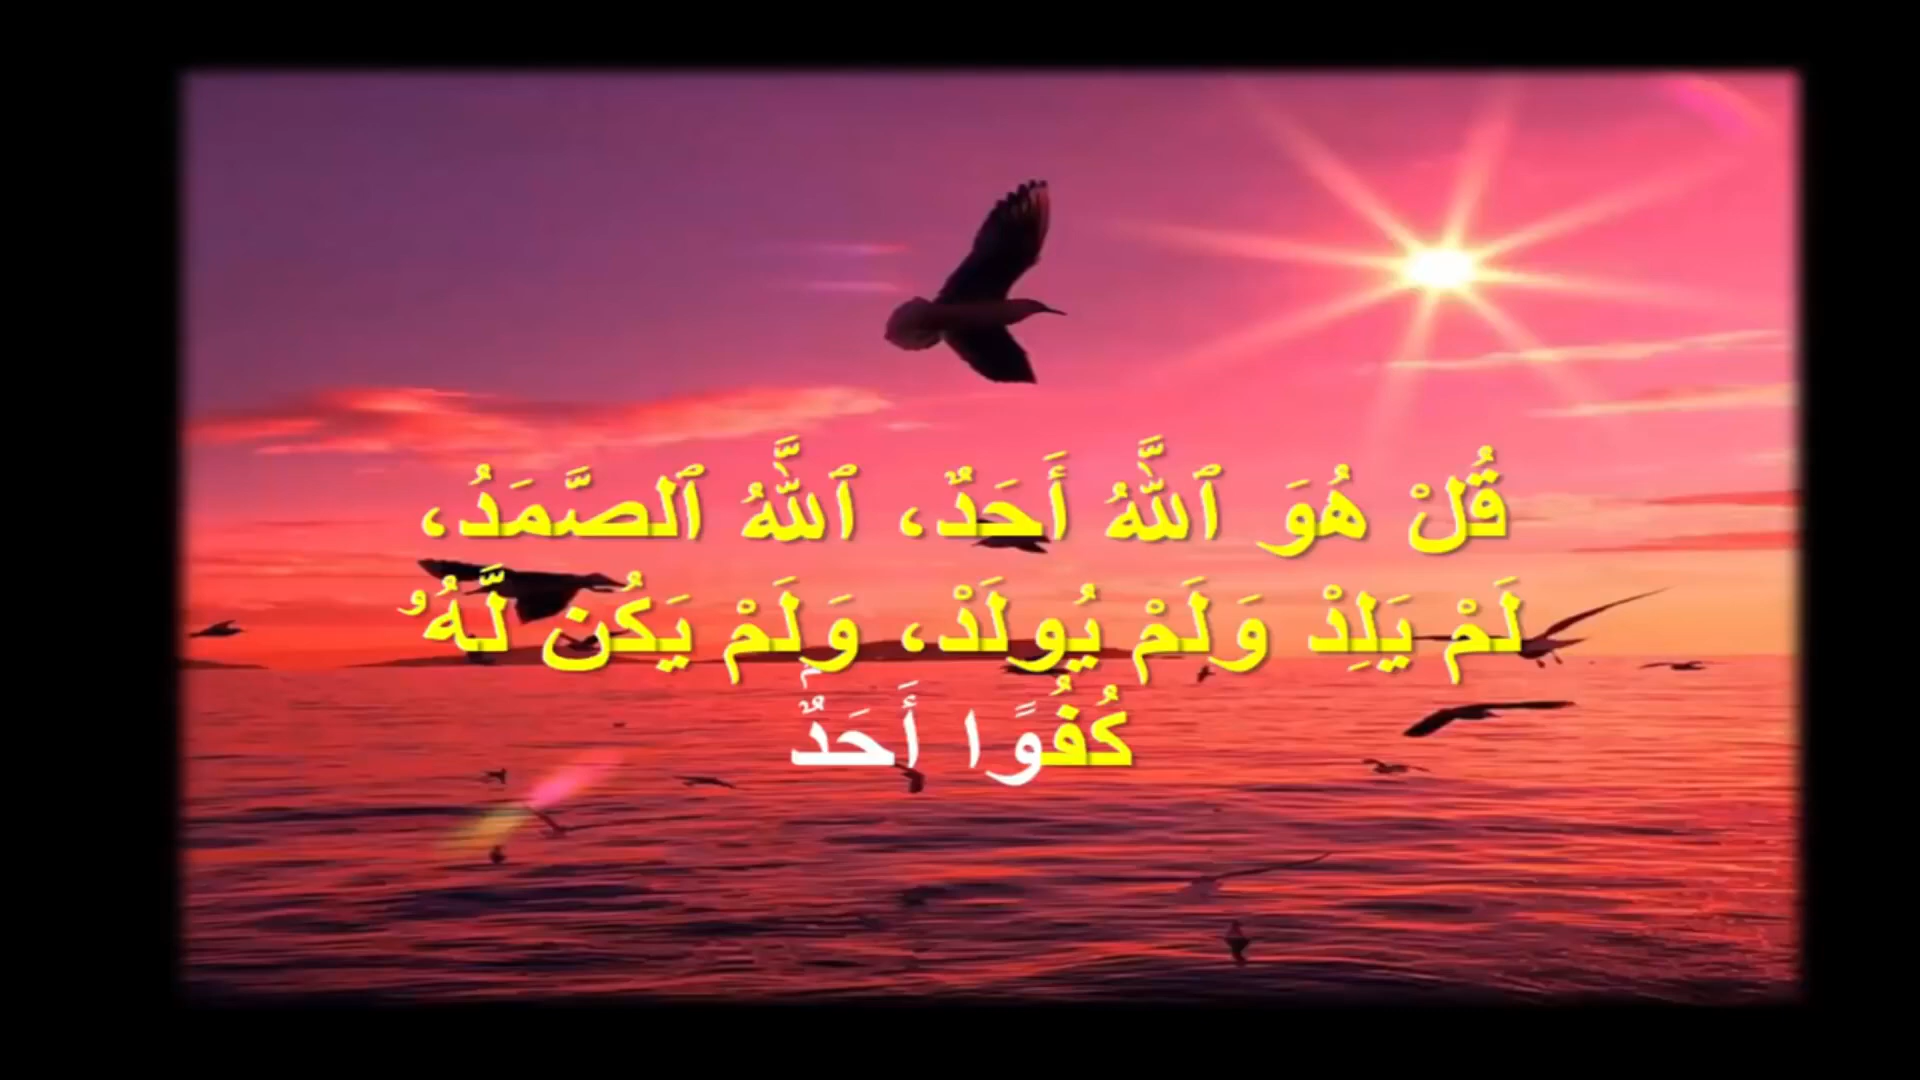 قُلْ هُوَ ٱللَّهُ أَحَدٌ، ٱللَّهُ ٱلصَّمَدُ،
لَمْ يَلِدْ وَلَمْ يُولَدْ، وَلَمْ يَكُن لَّهُۥ
كُفُوًا أَحَدٌۢ